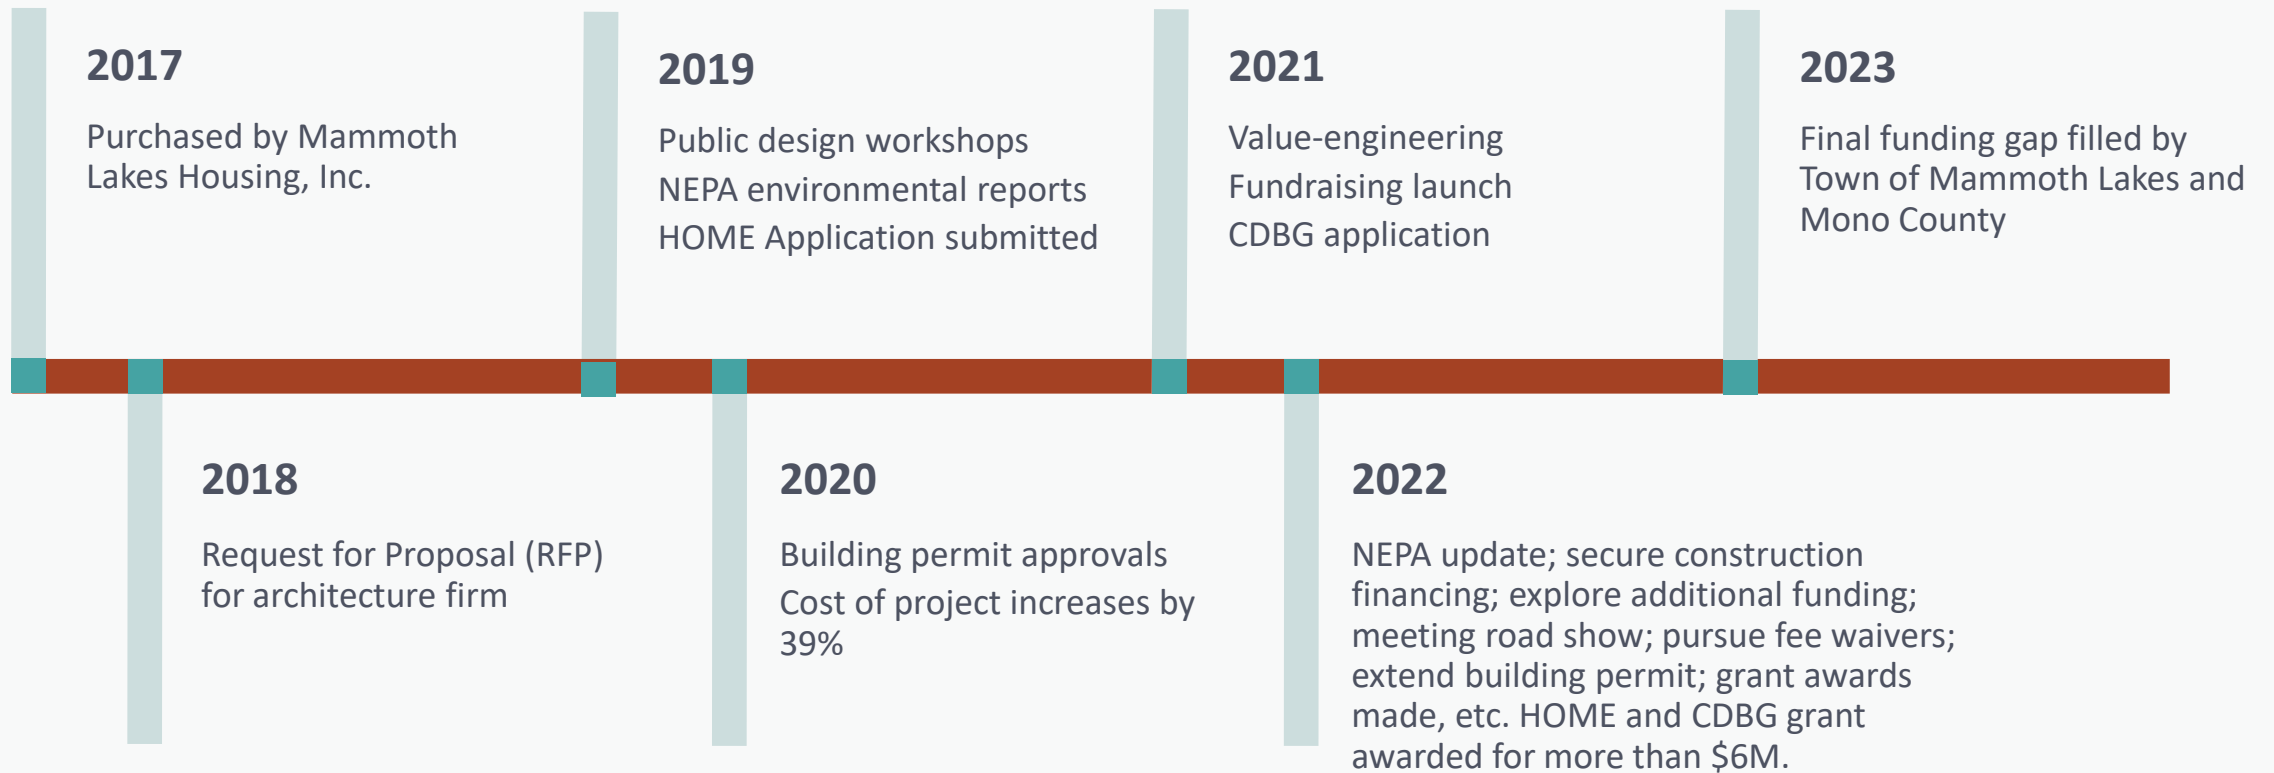 2017
Purchased by Mammoth
Lakes Housing, Inc.
2018
Request for Proposal (RFP)
for architecture firm
2019
Public design workshops
NEPA environmental reports
HOME Application submitted
2020
Building permit approvals
Cost of project increases by
39%
2021
Value-engineering
Fundraising launch
CDBG application
2022
NEPA update; secure construction
financing; explore additional funding;
meeting road show; pursue fee waivers;
extend building permit; grant awards
made, etc. HOME and CDBG grant
awarded for more than $6M.
2023
Final funding gap filled by
Town of Mammoth Lakes and
Mono County